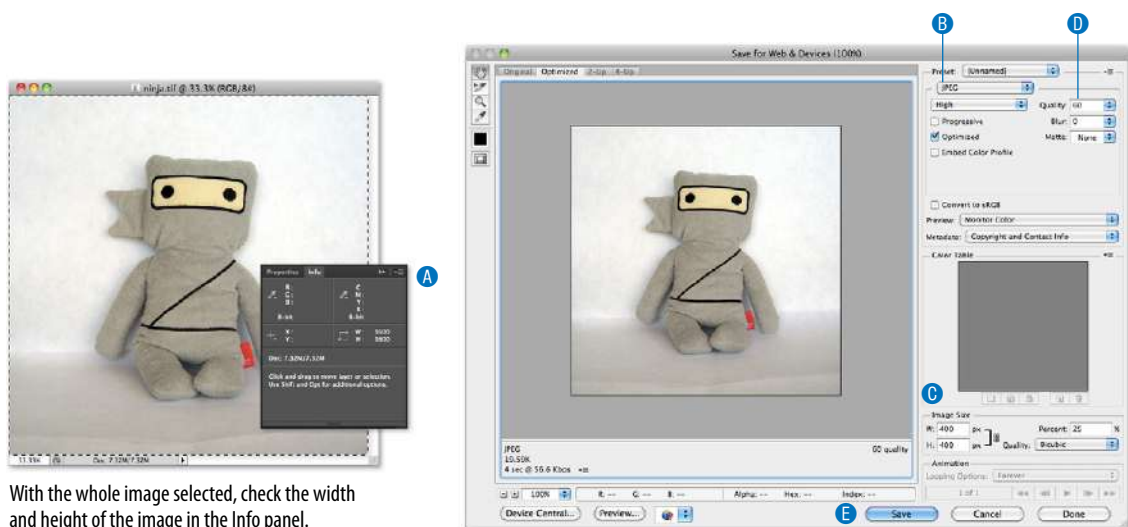 ninja.tif @ 33.3% (RGB/8#)
Properties Info
R:
G:
B:
8-bit
C
M:
Y:
K:
8-bit
X:
Y:
W:
H:
Doc: 7.32M/7.32M
Click and drag to move layer or selection.
Use Shift and Opt for additional options.
Doc: 7.32M/7.32M
A
With the whole image selected, check the width
and height of the image in the Info panel.
B
D
Save for Web & Devices (100%)
Original Optimized 2-Up 4-Up
Preset: [Unnamed]
JPEG
High Quality: 60
Progressive Blur: 0
Optimized Matte: None
Embed Color Profile
Convert to sRGB
Preview: Monitor Color
Metadata: Copyright and Contact Info
Color Table
C
Image Size
W: 400 px Percent: 25 %
H: 400 px Quality: Bicubic
Animation
Looping Options: Forever
1 of 1
JPEG 60 quality
19.59K
4 sec @ 56.6 Kbps
100% R: -- G: -- B: -- Alpha: -- Hex: -- Index: --
Device Central... Preview... E Save Cancel Done